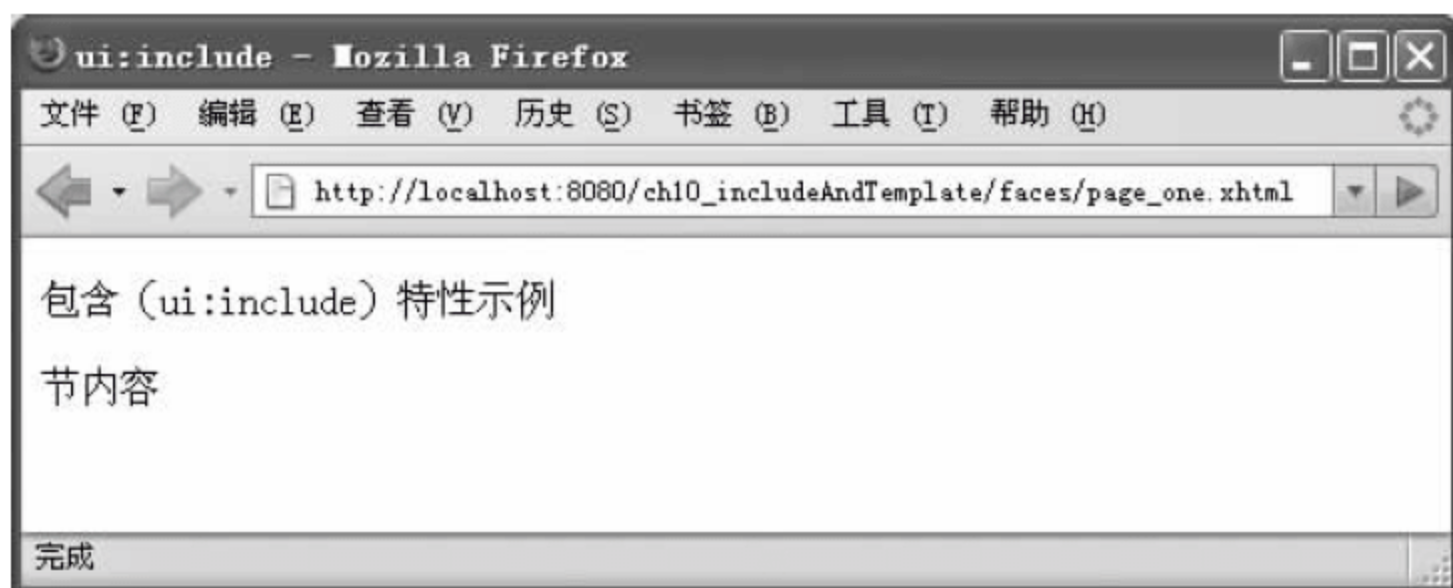 ui:include - Mozilla Firefox
文件 (F) 编辑 (E) 查看 (V) 历史 (S) 书签 (B) 工具 (T) 帮助 (H)
http://localhost:8080/ch10_includeAndTemplate/faces/page_one.xhtml
包含（ui:include）特性示例
节内容
完成